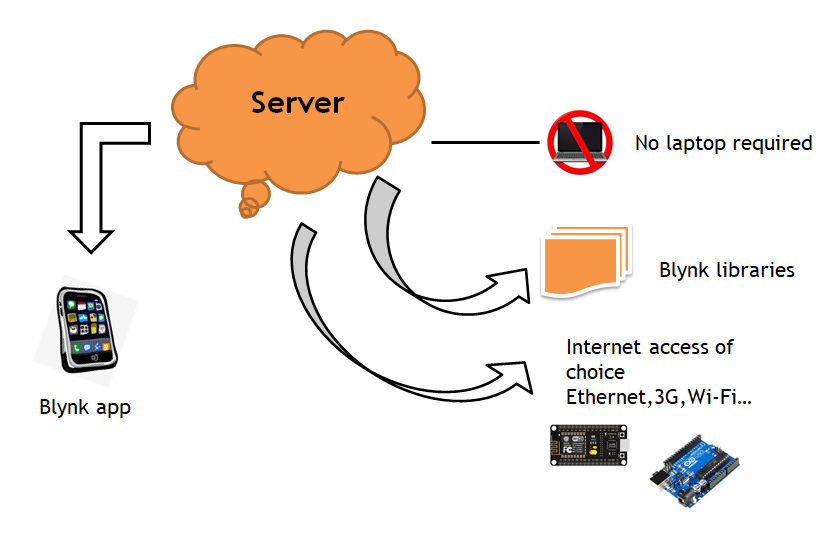 Server
No laptop required
Blynk libraries
Internet access of
choice
Ethernet,3G,Wi-Fi...
Blynk app